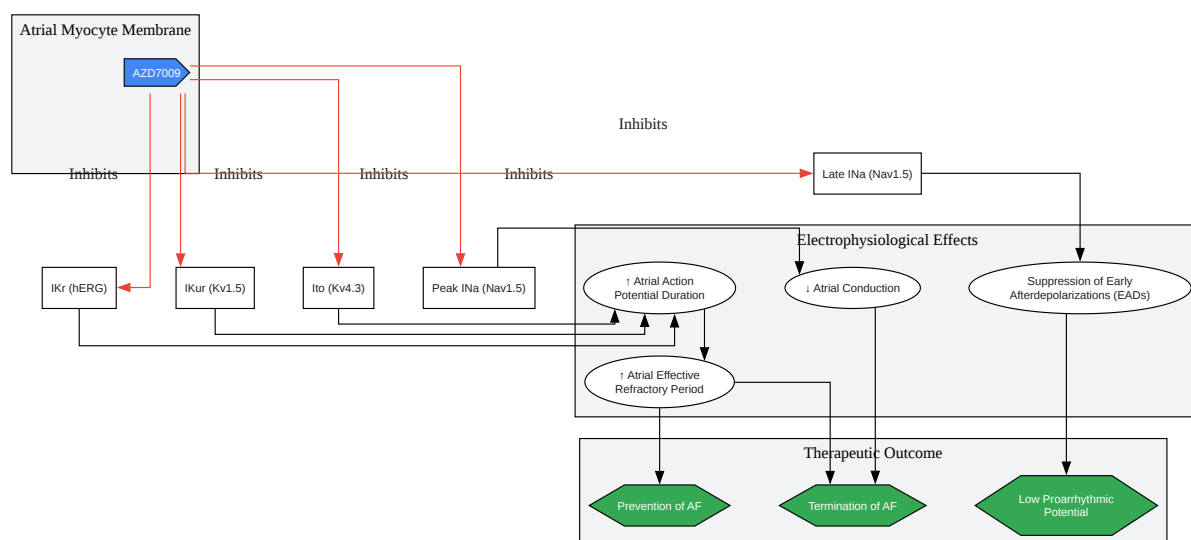 Atrial Myocyte Membrane
AZD7009
Inhibits
Inhibits
Inhibits
Inhibits
Inhibits
Late INa (Nav1.5)
Electrophysiological Effects
IKr (hERG)
IKur (Kv1.5)
Ito (Kv4.3)
Peak INa (Nav1.5)
↑ Atrial Action
Potential Duration
↓ Atrial Conduction
Suppression of Early
Afterdepolarizations (EADs)
↑ Atrial Effective
Refractory Period
Therapeutic Outcome
Prevention of AF
Termination of AF
Low Proarrhythmic
Potential